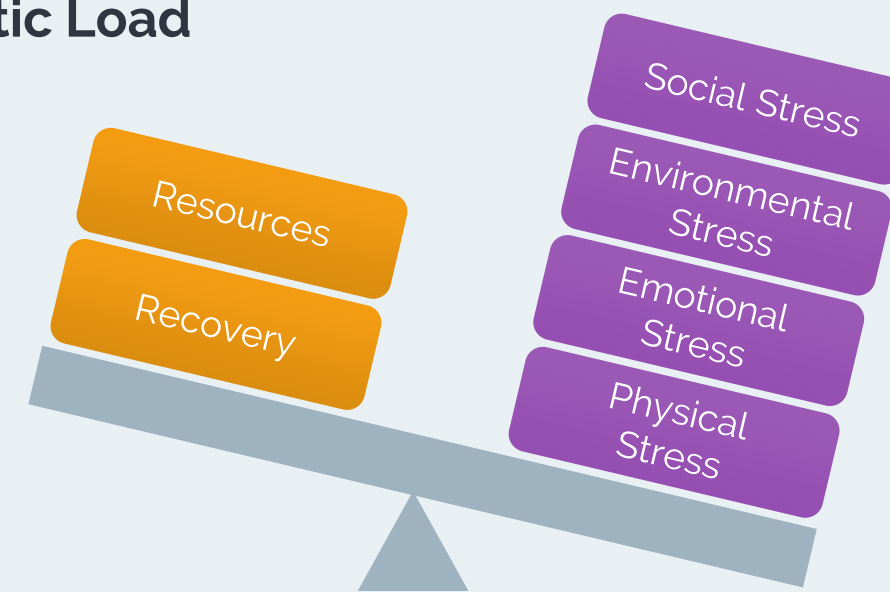 tic Load
Resources
Recovery
Social Stress
Environmental
Stress
Emotional
Stress
Physical
Stress